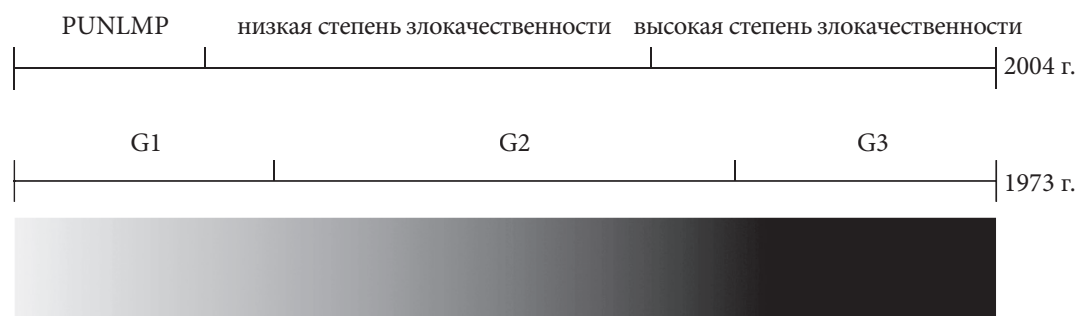 PUNLMP низкая степень злокачественности высокая степень злокачественности
2004 г.
G1 G2 G3
1973 г.